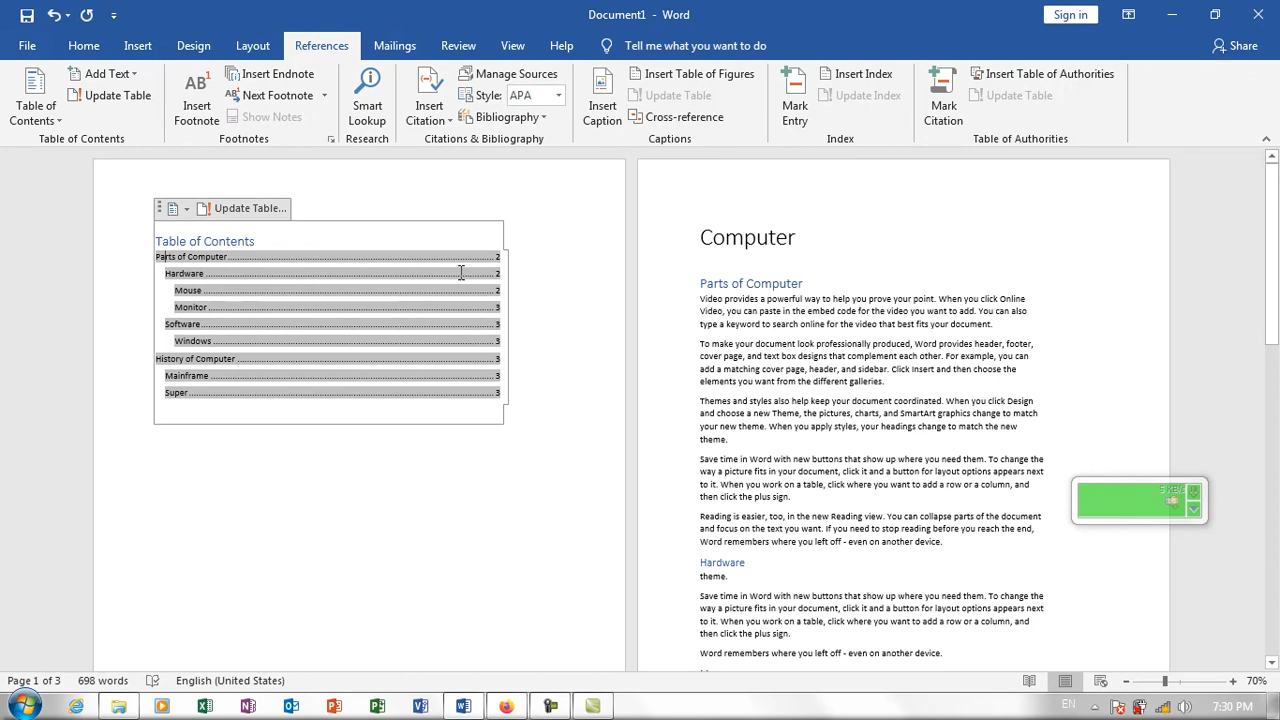 Document1 - Word
Sign in
File Home Insert Design Layout References Mailings Review View Help Tell me what you want to do Share
Table of Contents
Add Text
Update Table
Table of Contents
AB1
Insert Footnote
Insert Endnote
Next Footnote
Show Notes
Footnotes
Smart Lookup
Research
Insert Citation
Manage Sources
Style: APA
Bibliography
Citations & Bibliography
Insert Caption
Insert Table of Figures
Update Table
Cross-reference
Captions
Mark Entry
Insert Index
Update Index
Index
Mark Citation
Insert Table of Authorities
Update Table
Table of Authorities
Update Table...
Table of Contents
Parts of Computer 2
Hardware 2
Mouse 2
Monitor 3
Software 3
Windows 3
History of Computer 3
Mainframe 3
Super 3
Computer
Parts of Computer
Video provides a powerful way to help you prove your point. When you click Online
Video, you can paste in the embed code for the video you want to add. You can also
type a keyword to search online for the video that best fits your document.
To make your document look professionally produced, Word provides header, footer,
cover page, and text box designs that complement each other. For example, you can
add a matching cover page, header, and sidebar. Click Insert and then choose the
elements you want from the different galleries.
Themes and styles also help keep your document coordinated. When you click Design
and choose a new Theme, the pictures, charts, and SmartArt graphics change to match
your new theme. When you apply styles, your headings change to match the new
theme.
Save time in Word with new buttons that show up where you need them. To change the
way a picture fits in your document, click it and a button for layout options appears next
to it. When you work on a table, click where you want to add a row or a column, and
then click the plus sign.
Reading is easier, too, in the new Reading view. You can collapse parts of the document
and focus on the text you want. If you need to stop reading before you reach the end,
Word remembers where you left off - even on another device.
Hardware
theme.
Save time in Word with new buttons that show up where you need them. To change the
way a picture fits in your document, click it and a button for layout options appears next
to it. When you work on a table, click where you want to add a row or a column, and
then click the plus sign.
Word remembers where you left off - even on another device.
Page 1 of 3 698 words English (United States) 70%
EN 7:30 PM